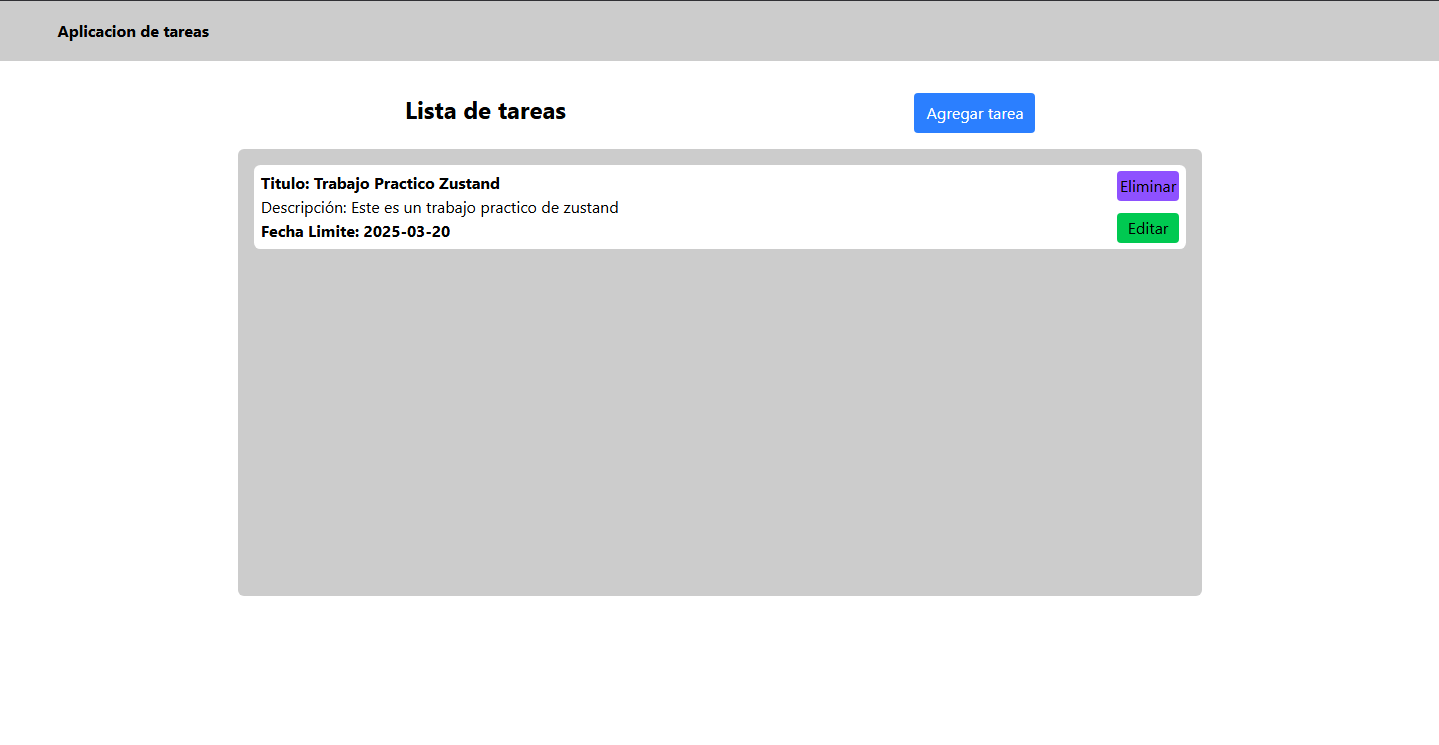 Aplicacion de tareas
Lista de tareas
Agregar tarea
Titulo: Trabajo Practico Zustand
Eliminar
Descripción: Este es un trabajo practico de zustand
Fecha Limite: 2025-03-20
Editar